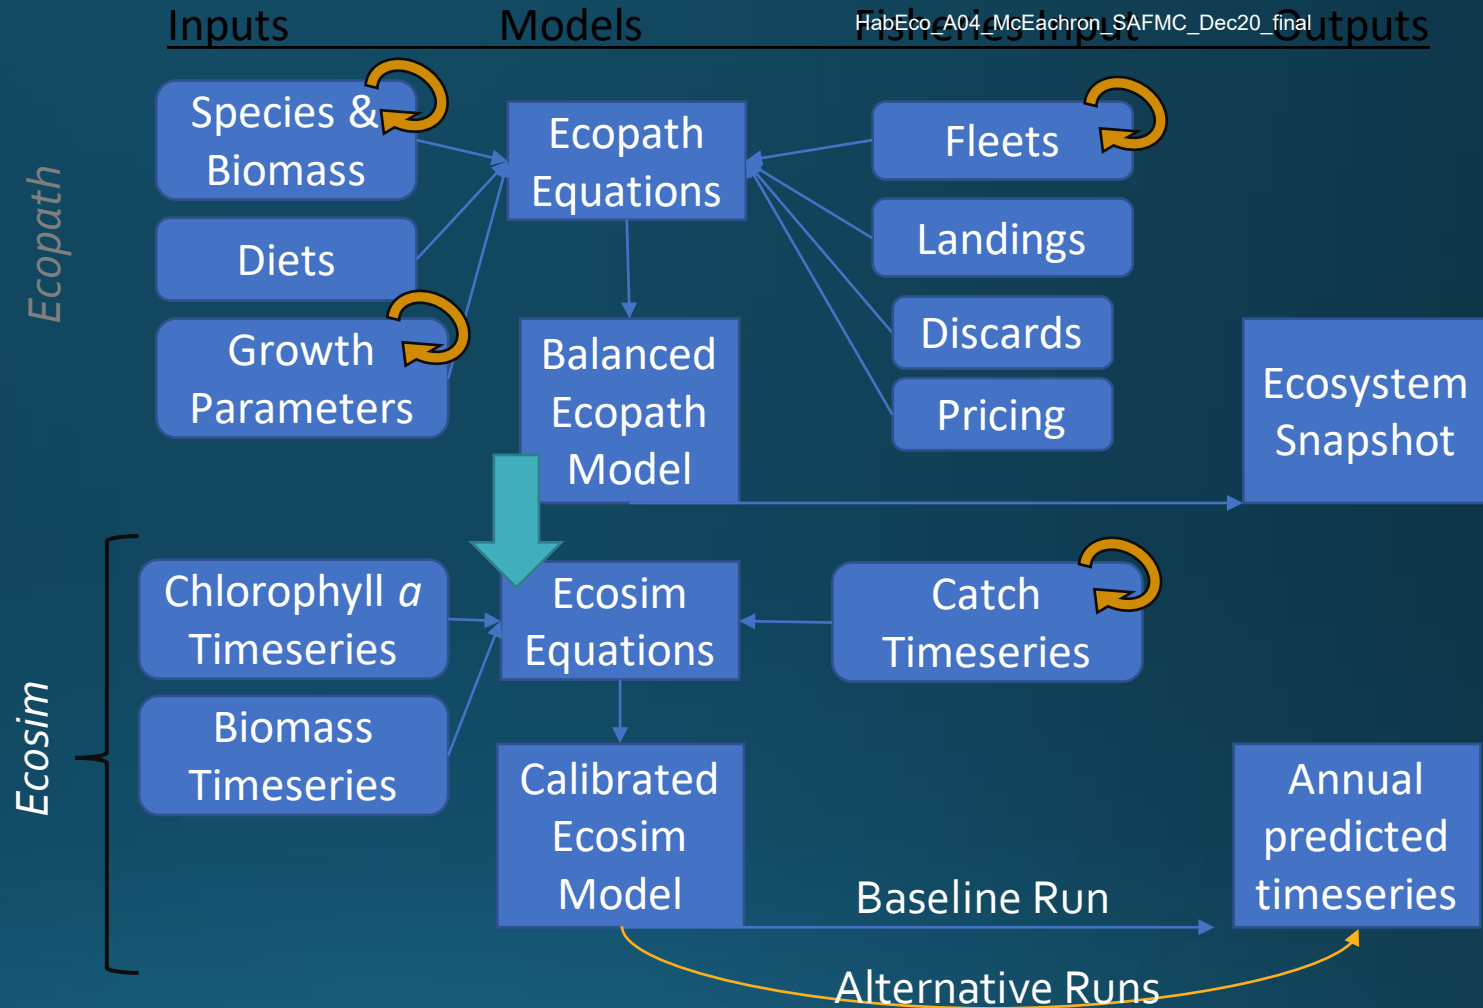 Inputs
Models
Fisheries Input
Outputs
HabEco_A04_McEachron_SAFMC_Dec20_final
Ecopath
Species &
Biomass
Diets
Growth
Parameters
Ecopath
Equations
Balanced
Ecopath
Model
Fleets
Landings
Discards
Pricing
Ecosystem
Snapshot
Ecosim
Chlorophyll a
Timeseries
Biomass
Timeseries
Ecosim
Equations
Calibrated
Ecosim
Model
Catch
Timeseries
Baseline Run
Alternative Runs
Annual
predicted
timeseries